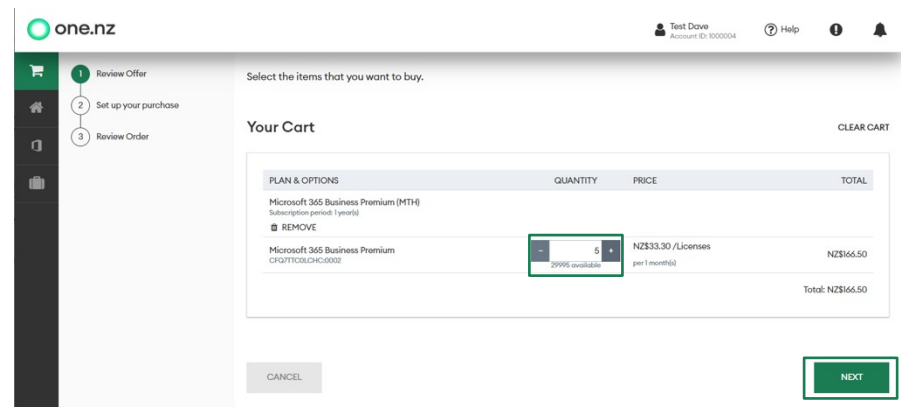 one.nz
Test Dave
Account ID: 1000004
Help
1 Review Offer
2 Set up your purchase
3 Review Order
Select the items that you want to buy.
Your Cart
CLEAR CART
PLAN & OPTIONS QUANTITY PRICE TOTAL
Microsoft 365 Business Premium (MTH)
Subscription period: 1 year(s)
REMOVE
Microsoft 365 Business Premium - 5 + NZ$33.30 /Licenses NZ$166.50
CFQ7TTC0LCHC:0002 29995 available per 1 month(s)
Total: NZ$166.50
CANCEL NEXT